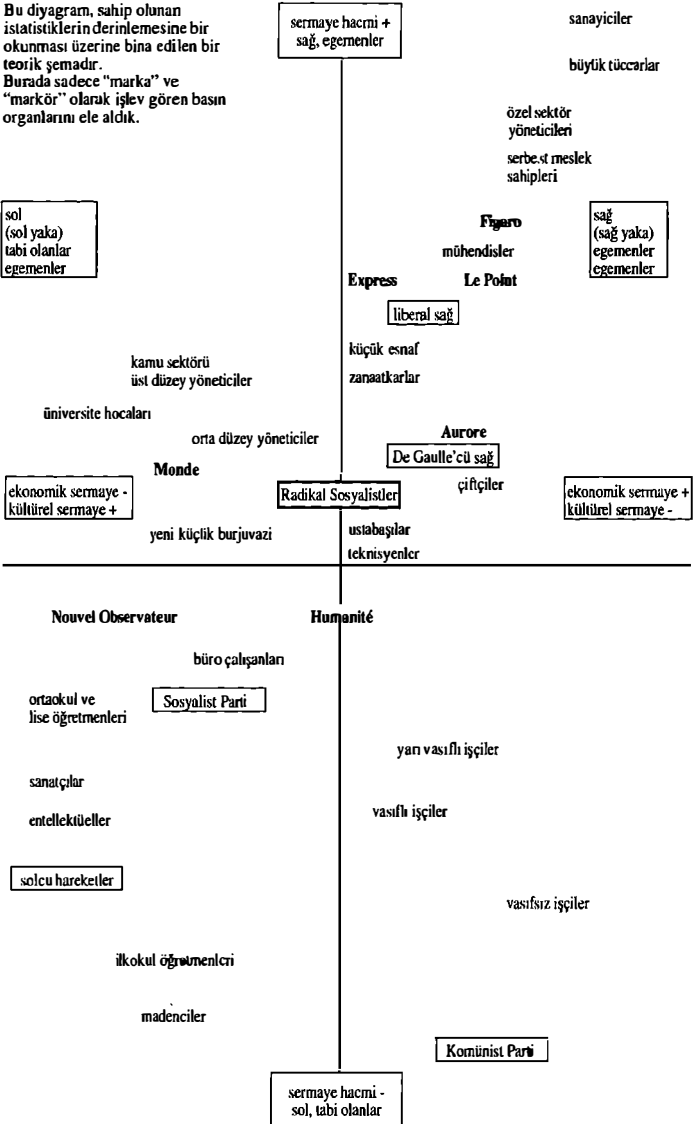 Bu diyagram, sahip olunan
istatistiklerin derinlemesine bir
okunması üzerine bina edilen bir
teorik şemadır.
Burada sadece “marka” ve
“markör” olarak işlev gören basın
organlarını ele aldık.
sermaye hacmi +
sağ, egemenler
sanayiciler
büyük tüccarlar
özel sektör
yöneticileri
serbest meslek
sahipleri
sol
(sol yaka)
tabi olanlar
egemenler
Figaro
sağ
(sağ yaka)
egemenler
egemenler
mühendisler
Express
Le Point
liberal sağ
küçük esnaf
zanaatkarlar
kamu sektörü
üst düzey yöneticiler
üniversite hocaları
orta düzey yöneticiler
Aurore
De Gaulle’cü sağ
Monde
çiftçiler
ekonomik sermaye -
kültürel sermaye +
Radikal Sosyalistler
ekonomik sermaye +
kültürel sermaye -
yeni küçük burjuvazi
ustabaşılar
teknisyenler
Nouvel Observateur
Humanité
büro çalışanları
ortaokul ve
lise öğretmenleri
Sosyalist Parti
yarı vasıflı işçiler
sanatçılar
vasıflı işçiler
entellektüeller
solcu hareketler
vasıfsız işçiler
ilkokul öğretmenleri
madenciler
Komünist Parti
sermaye hacmi -
sol, tabi olanlar